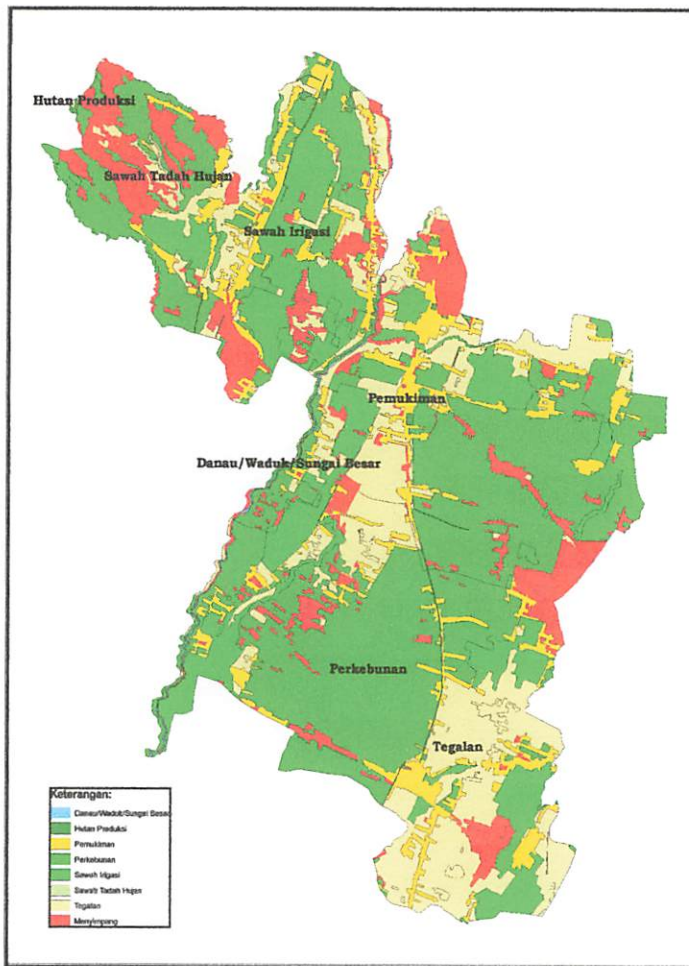 Hutan Produksi
Sawah Tadah Hujan
Sawah Irigasi
Pemukiman
Danau/Waduk/Sungai Besar
Perkebunan
Tegalan
Keterangan:
Danau/Waduk/Sungai Besar
Hutan Produksi
Pemukiman
Perkebunan
Sawah Irigasi
Sawah Tadah Hujan
Tegalan
Menyimpang